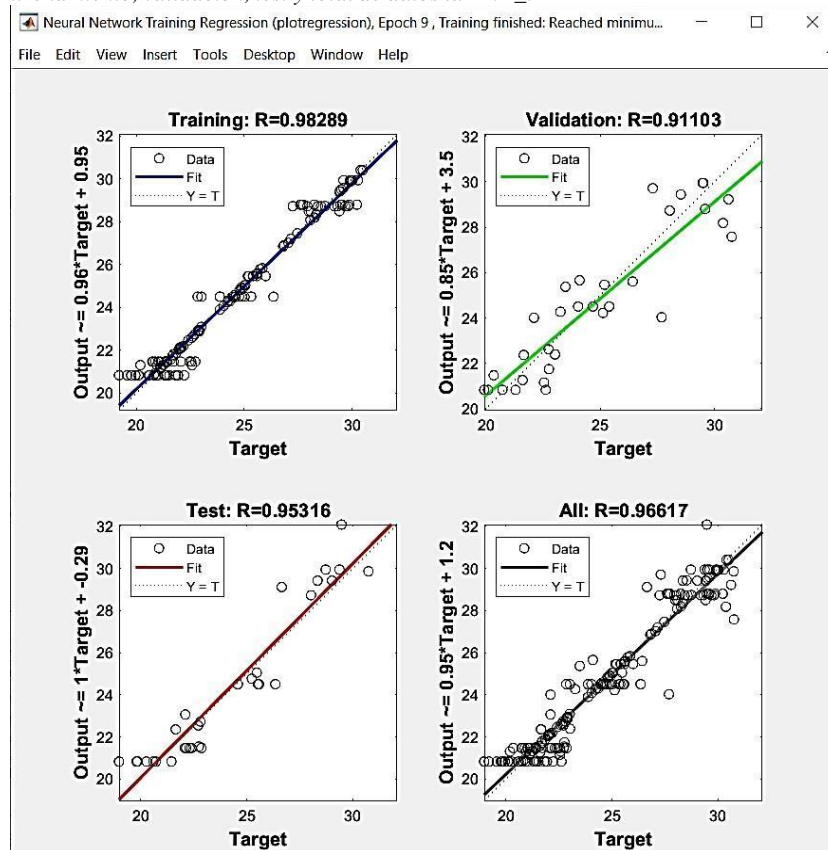 Neural Network Training Regression (plotregression), Epoch 9 , Training finished: Reached minimu...
File Edit View Insert Tools Desktop Window Help
Training: R=0.98289
Data
Fit
Y = T
Output ~= 0.96*Target + 0.95
32
30
28
26
24
22
20
20 25 30
Target
Validation: R=0.91103
Data
Fit
Y = T
Output ~= 0.85*Target + 3.5
32
30
28
26
24
22
20
20 25 30
Target
Test: R=0.95316
Data
Fit
Y = T
Output ~= 1*Target + -0.29
32
30
28
26
24
22
20
20 25 30
Target
All: R=0.96617
Data
Fit
Y = T
Output ~= 0.95*Target + 1.2
32
30
28
26
24
22
20
20 25 30
Target